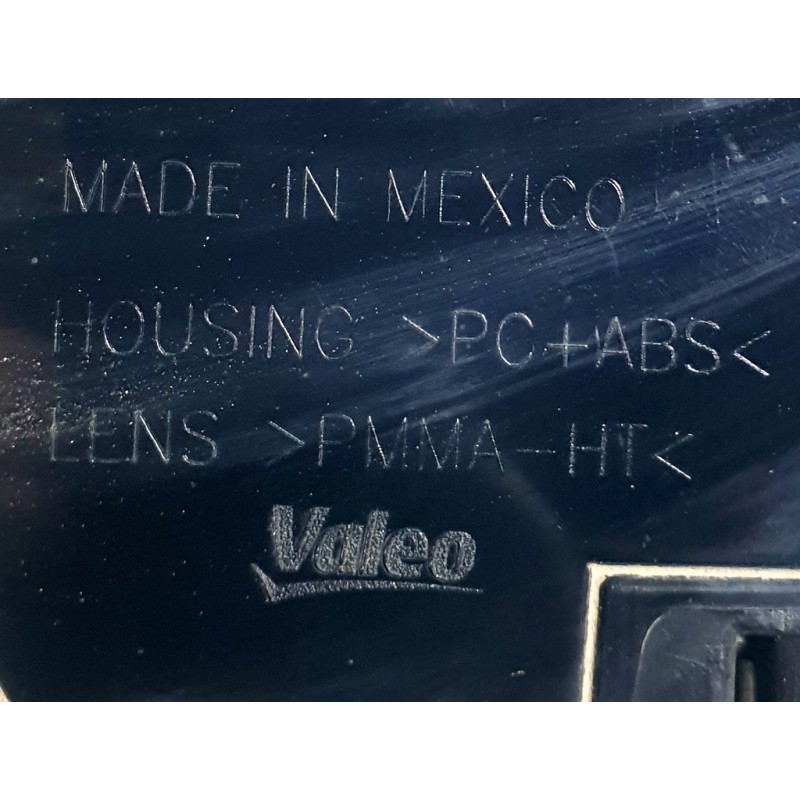 MADE IN MEXICO
HOUSING >PC+ABS<
LENS >PMMA-HT<
Valeo